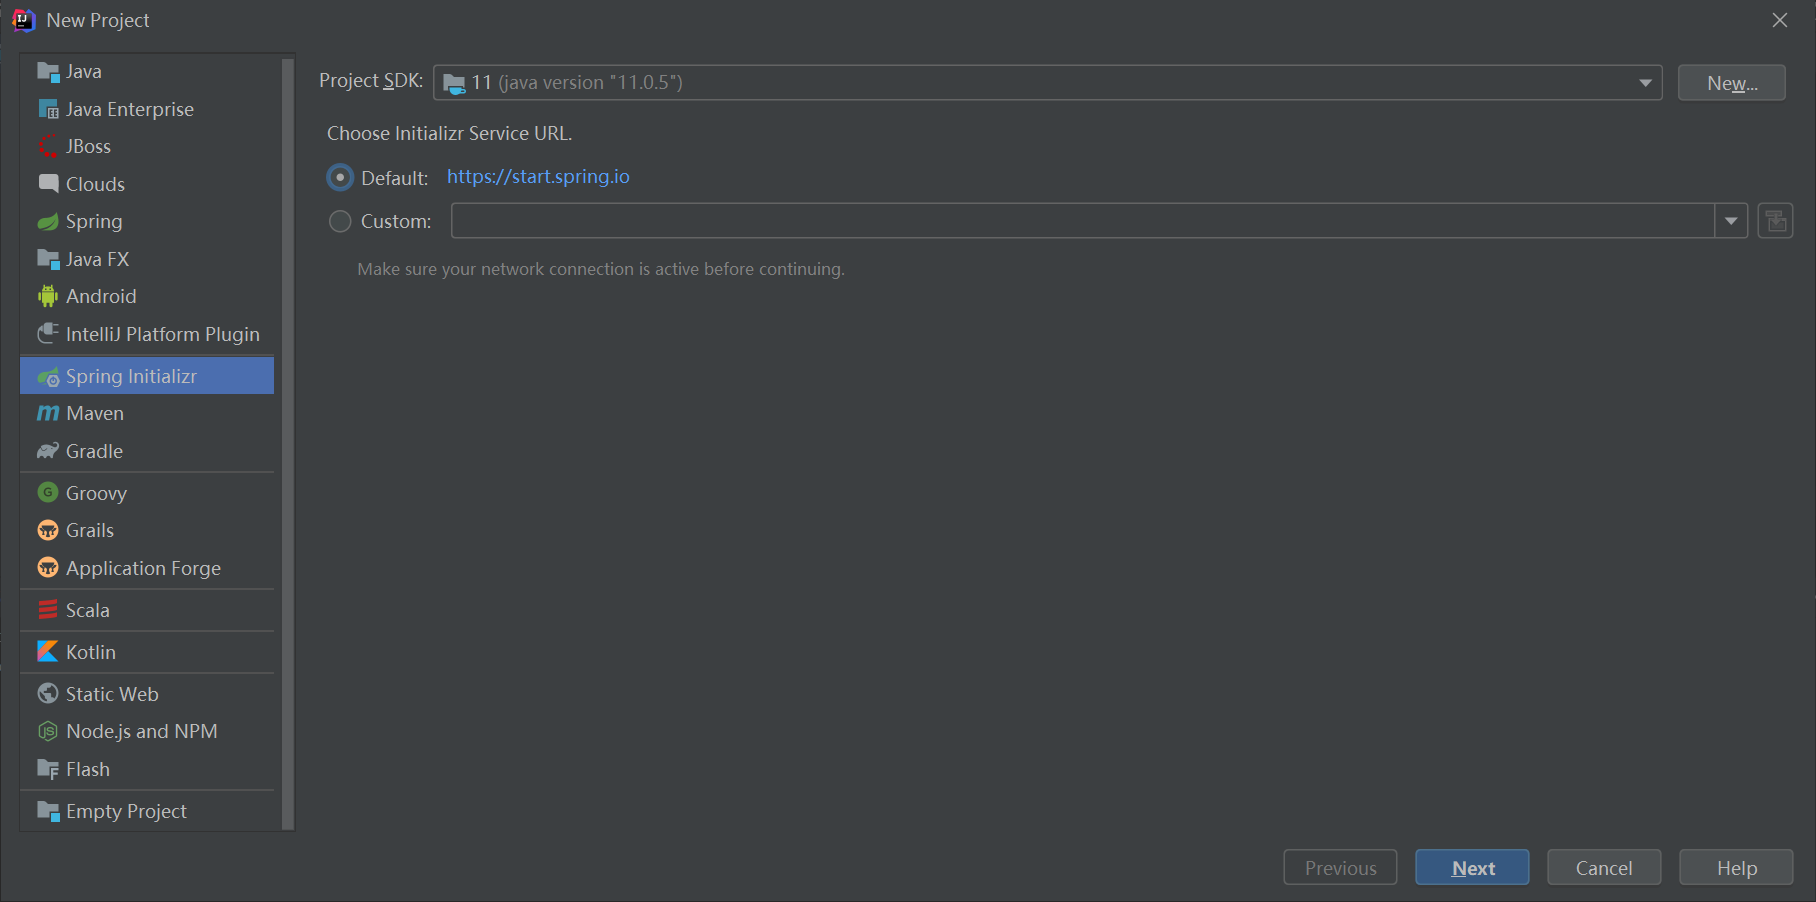 New Project
Java
Java Enterprise
JBoss
Clouds
Spring
Java FX
Android
IntelliJ Platform Plugin
Spring Initializr
Maven
Gradle
Groovy
Grails
Application Forge
Scala
Kotlin
Static Web
Node.js and NPM
Flash
Empty Project
Project SDK: 11 (java version "11.0.5") New...
Choose Initializr Service URL.
Default: https://start.spring.io
Custom:
Make sure your network connection is active before continuing.
Previous Next Cancel Help